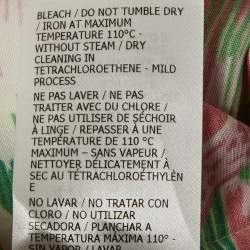 BLEACH / DO NOT TUMBLE DRY
/ IRON AT MAXIMUM
TEMPERATURE 110°C -
WITHOUT STEAM / DRY
CLEANING IN
TETRACHLOROETHENE - MILD
PROCESS
NE PAS LAVER / NE PAS
TRAITER AVEC DU CHLORE /
NE PAS UTILISER DE SÉCHOIR
À LINGE / REPASSER À UNE
TEMPÉRATURE DE 110 °C
MAXIMUM – SANS VAPEUR /
NETTOYER DÉLICATEMENT À
SEC AU TÉTRACHLOROÉTHYLÈN
E
NO LAVAR / NO TRATAR CON
CLORO / NO UTILIZAR
SECADORA / PLANCHAR A
TEMPERATURA MÁXIMA 110° -
SIN VAPOR / LAVAR